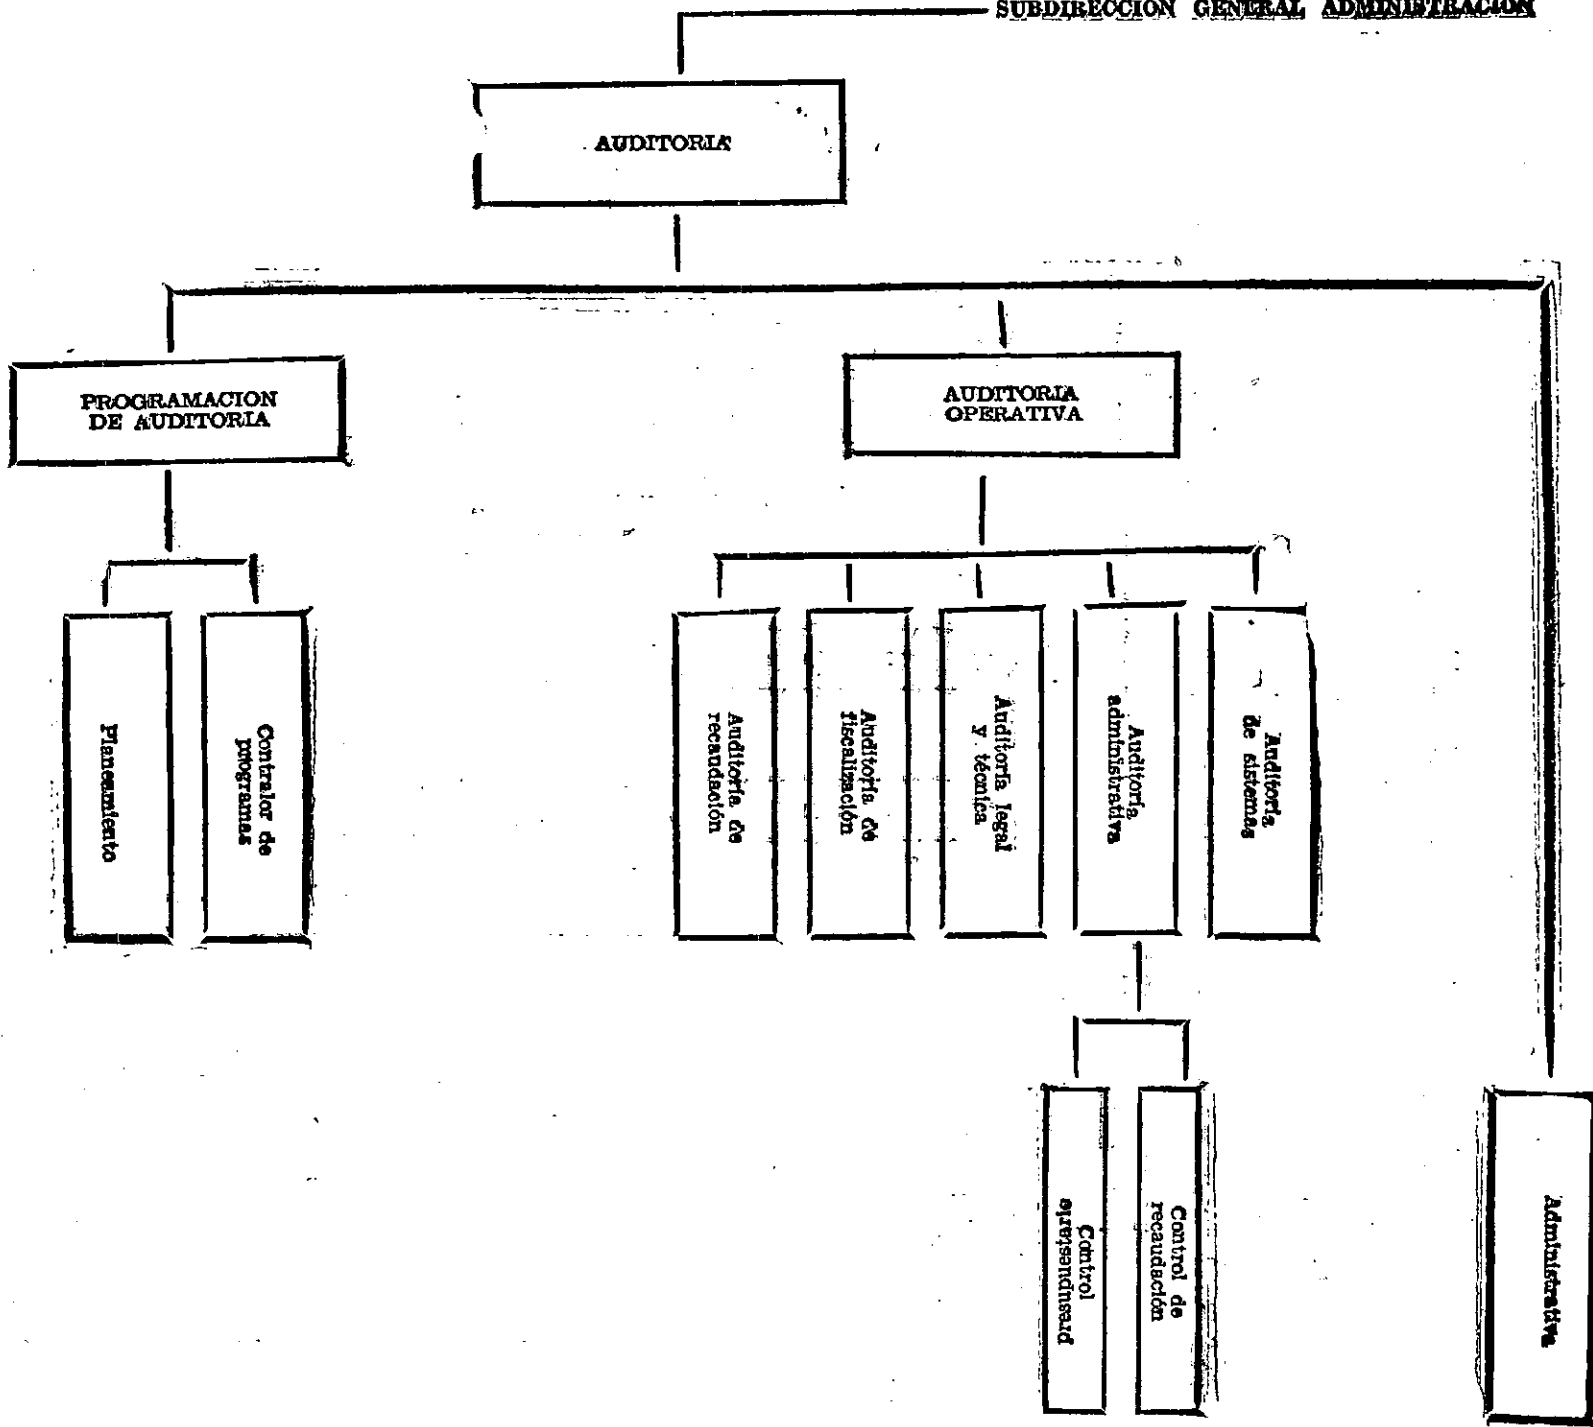 SUBDIRECCION GENERAL ADMINISTRACION
AUDITORIA
PROGRAMACION
DE AUDITORIA
AUDITORIA
OPERATIVA
Planeamiento
Contralor de
programas
Auditoría de
recaudación
Auditoría de
fiscalización
Auditoría legal
y técnica
Auditoría
administrativa
Auditoría
de sistemas
Control
presupuestario
Control de
recaudación
Administrativa